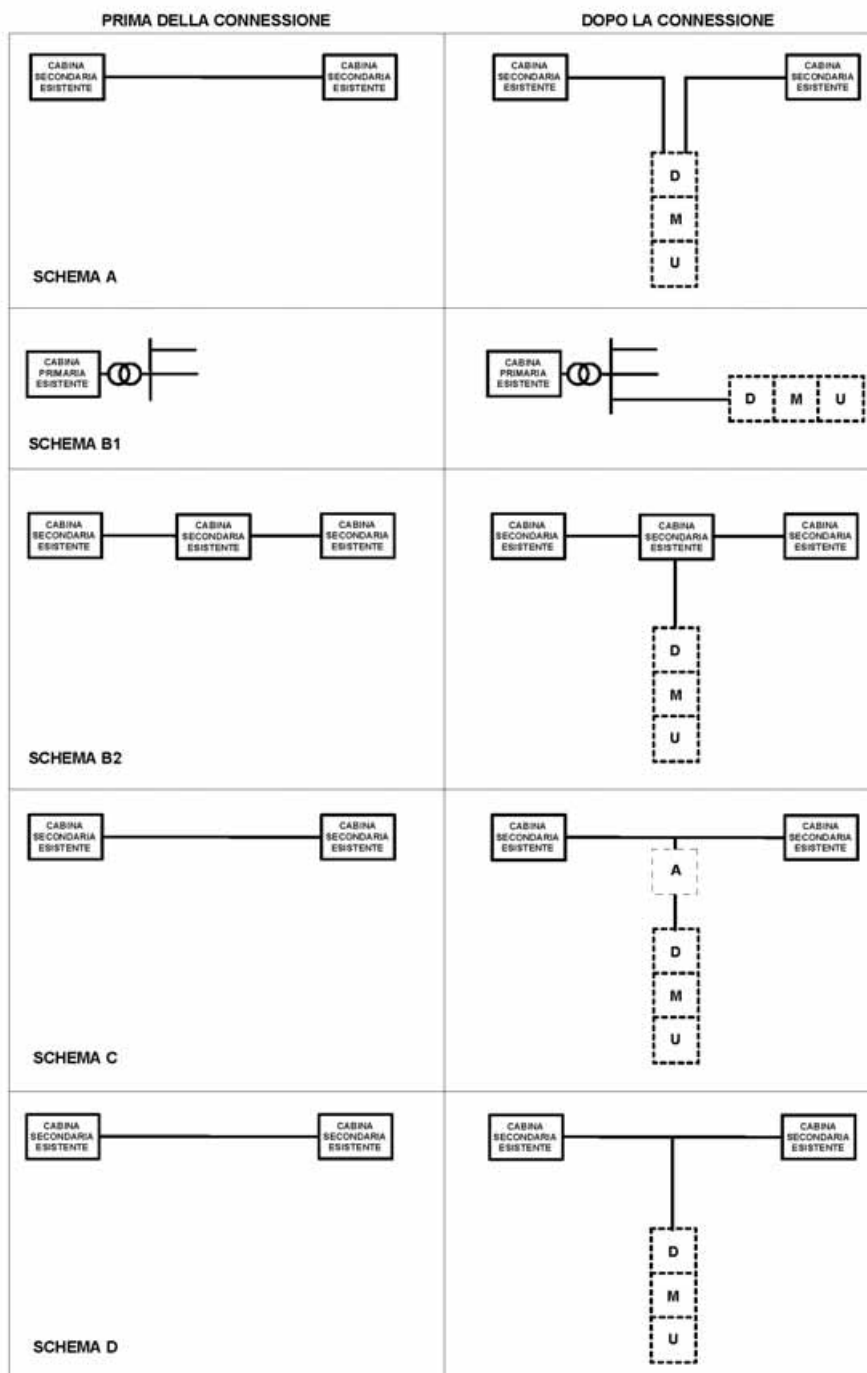 PRIMA DELLA CONNESSIONE
DOPO LA CONNESSIONE
CABINA
SECONDARIA
ESISTENTE
CABINA
SECONDARIA
ESISTENTE
CABINA
SECONDARIA
ESISTENTE
CABINA
SECONDARIA
ESISTENTE
D
M
U
SCHEMA A
CABINA
PRIMARIA
ESISTENTE
CABINA
PRIMARIA
ESISTENTE
D M U
SCHEMA B1
CABINA
SECONDARIA
ESISTENTE
CABINA
SECONDARIA
ESISTENTE
CABINA
SECONDARIA
ESISTENTE
CABINA
SECONDARIA
ESISTENTE
CABINA
SECONDARIA
ESISTENTE
CABINA
SECONDARIA
ESISTENTE
D
M
U
SCHEMA B2
CABINA
SECONDARIA
ESISTENTE
CABINA
SECONDARIA
ESISTENTE
CABINA
SECONDARIA
ESISTENTE
CABINA
SECONDARIA
ESISTENTE
A
D
M
U
SCHEMA C
CABINA
SECONDARIA
ESISTENTE
CABINA
SECONDARIA
ESISTENTE
CABINA
SECONDARIA
ESISTENTE
CABINA
SECONDARIA
ESISTENTE
D
M
U
SCHEMA D